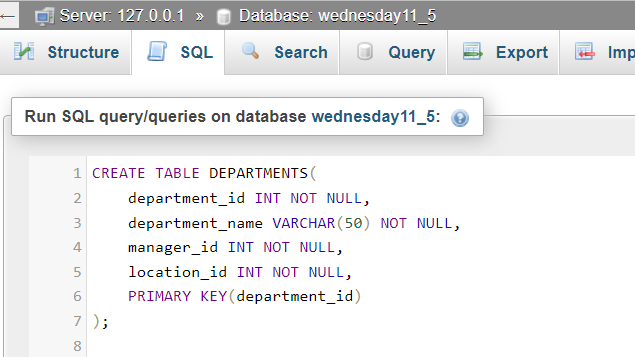 Server: 127.0.0.1 » Database: wednesday11_5
Structure SQL Search Query Export
Run SQL query/queries on database wednesday11_5:
1 CREATE TABLE DEPARTMENTS(
2 department_id INT NOT NULL,
3 department_name VARCHAR(50) NOT NULL,
4 manager_id INT NOT NULL,
5 location_id INT NOT NULL,
6 PRIMARY KEY(department_id)
7 );
8